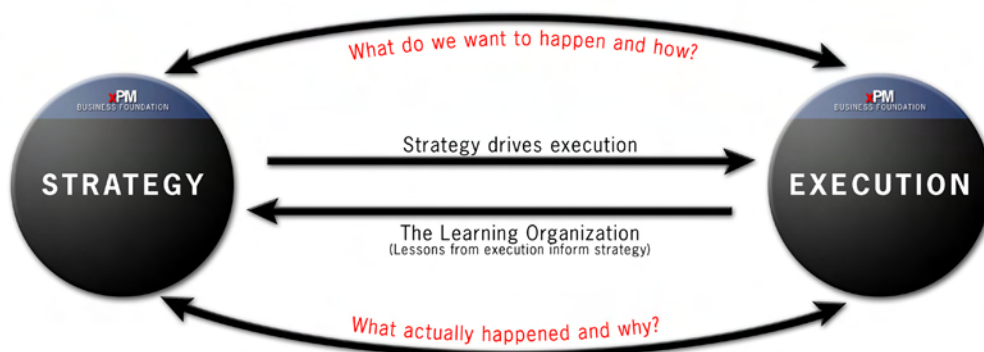 What do we want to happen and how?
xPM
BUSINESS FOUNDATION
xPM
BUSINESS FOUNDATION
Strategy drives execution
STRATEGY
EXECUTION
The Learning Organization
(Lessons from execution inform strategy)
What actually happened and why?